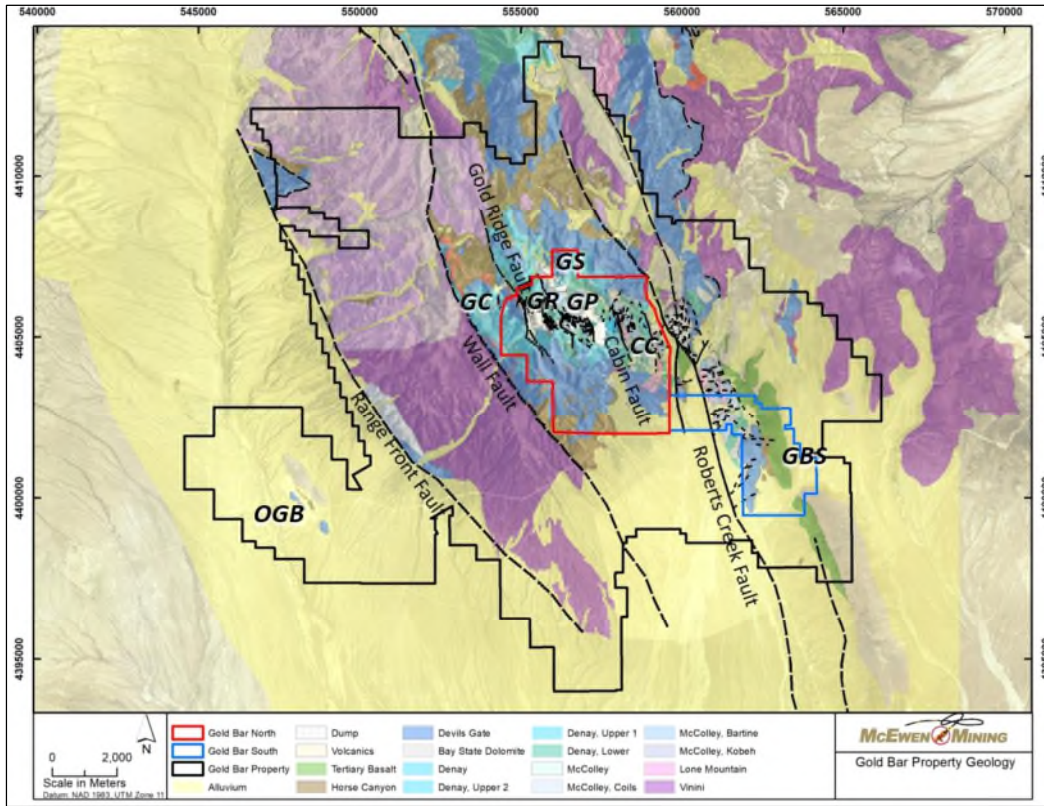 540000 545000 550000 555000 560000 565000 570000
4410000
4410000
4405000
4405000
4400000
4400000
4395000
4395000
Gold Ridge Fault
GS
GC
GR
GP
CC
Cabin Fault
Wall Fault
Range Front Fault
Roberts Creek Fault
GBS
OGB
N
0 2,000
Scale in Meters
Datum: NAD 1983, UTM Zone 11
Gold Bar North
Gold Bar South
Gold Bar Property
Alluvium
Dump
Volcanics
Tertiary Basalt
Horse Canyon
Devils Gate
Bay State Dolomite
Denay
Denay, Upper 2
Denay, Upper 1
Denay, Lower
McColley
McColley, Coils
McColley, Bartine
McColley, Kobeh
Lone Mountain
Vinini
McEWEN MINING
Gold Bar Property Geology